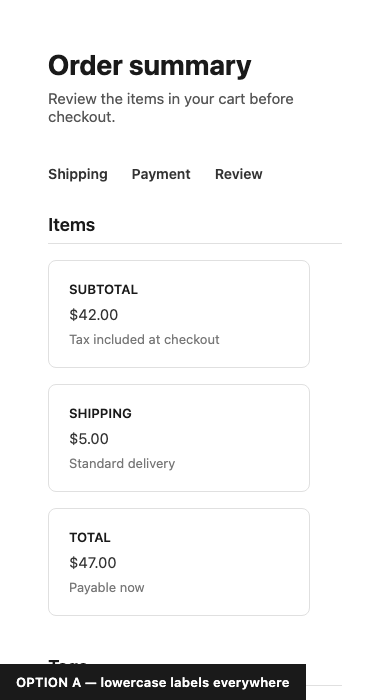 Order summary
Review the items in your cart before
checkout.
Shipping Payment Review
Items
SUBTOTAL
$42.00
Tax included at checkout
SHIPPING
$5.00
Standard delivery
TOTAL
$47.00
Payable now
OPTION A — lowercase labels everywhere